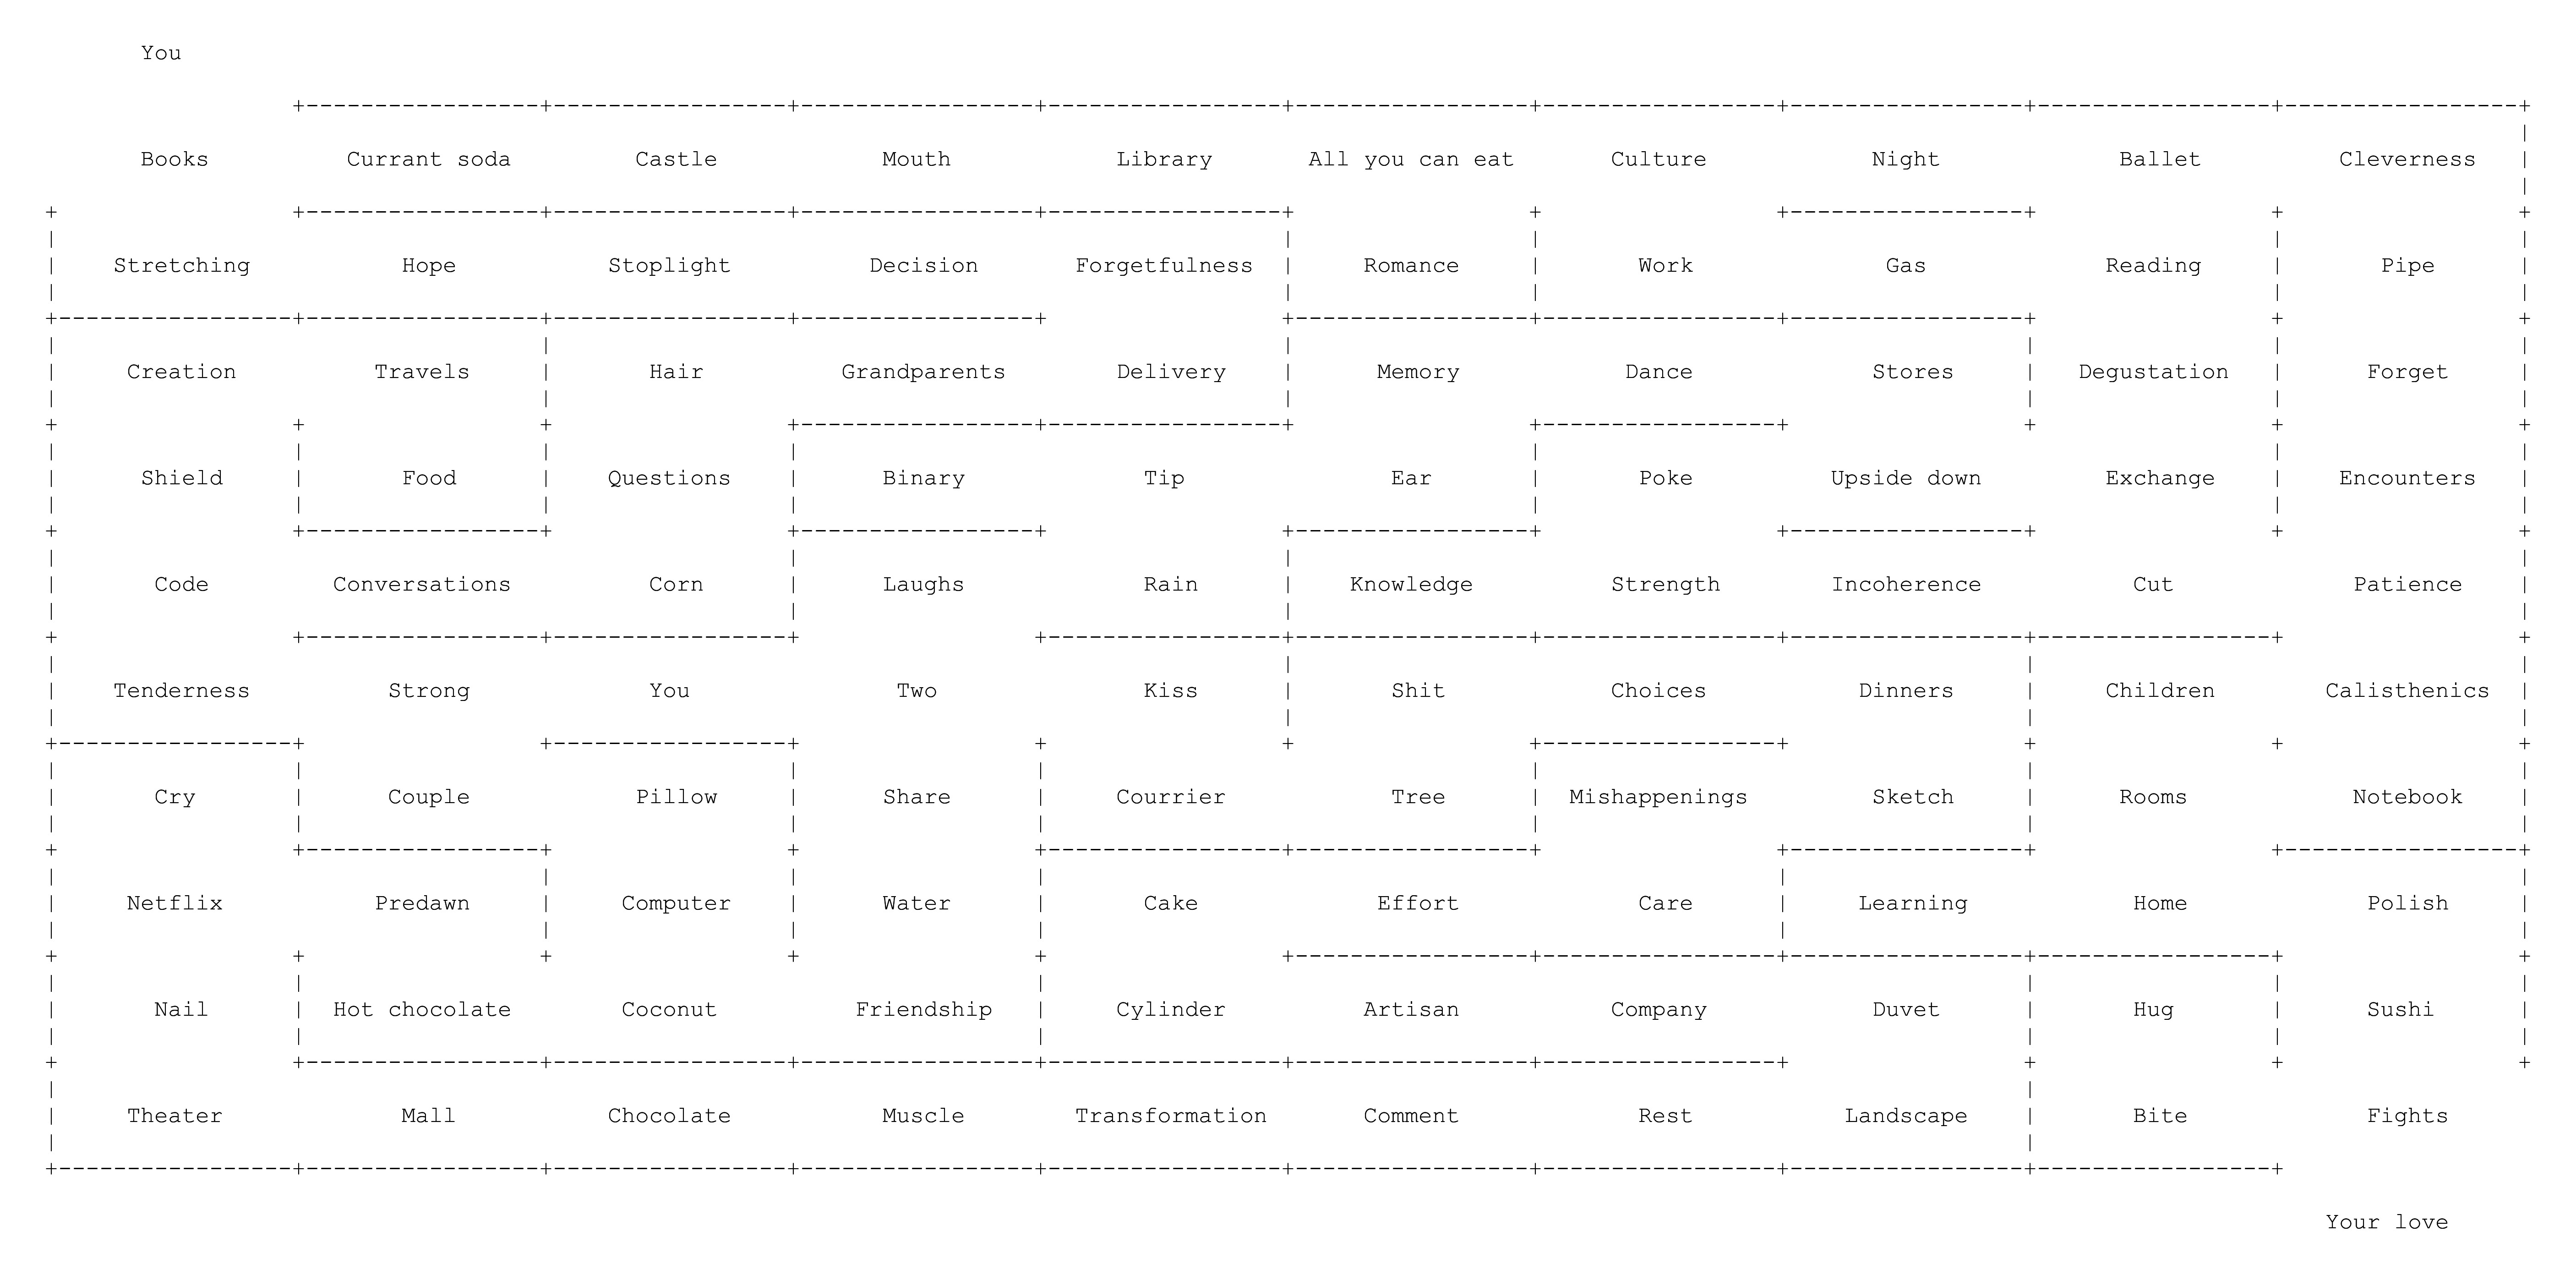 You
Books Currant soda Castle Mouth Library All you can eat Culture Night Ballet Cleverness
Stretching Hope Stoplight Decision Forgetfulness Romance Work Gas Reading Pipe
Creation Travels Hair Grandparents Delivery Memory Dance Stores Degustation Forget
Shield Food Questions Binary Tip Ear Poke Upside down Exchange Encounters
Code Conversations Corn Laughs Rain Knowledge Strength Incoherence Cut Patience
Tenderness Strong You Two Kiss Shit Choices Dinners Children Calisthenics
Cry Couple Pillow Share Courrier Tree Mishappenings Sketch Rooms Notebook
Netflix Predawn Computer Water Cake Effort Care Learning Home Polish
Nail Hot chocolate Coconut Friendship Cylinder Artisan Company Duvet Hug Sushi
Theater Mall Chocolate Muscle Transformation Comment Rest Landscape Bite Fights
Your love